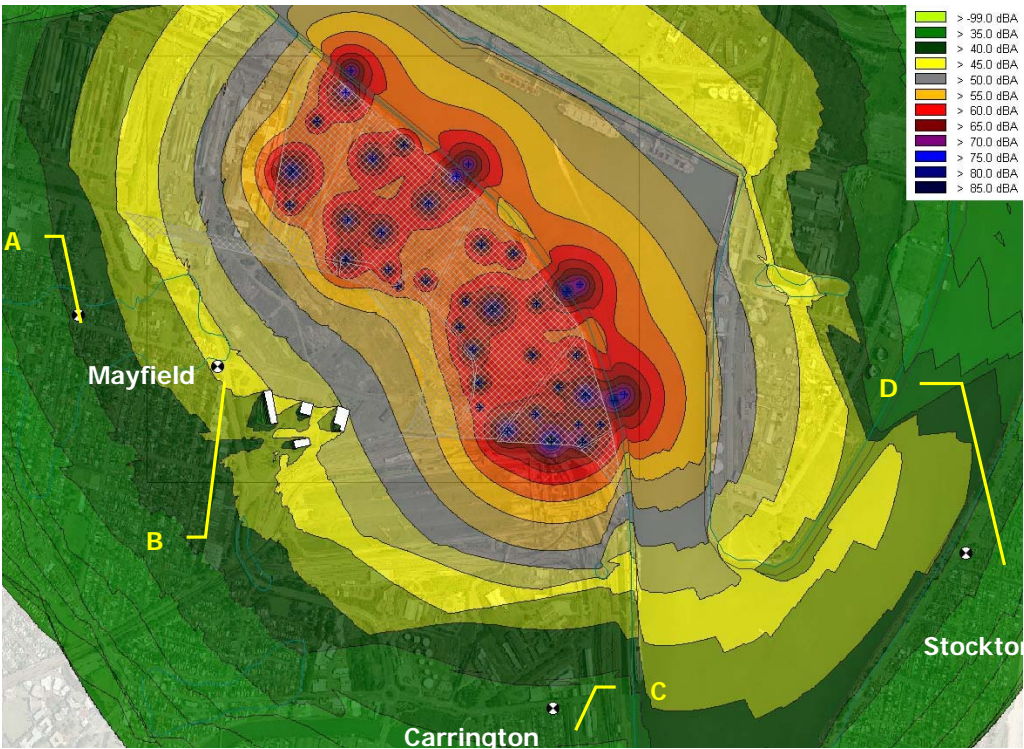 > -99.0 dBA
> 35.0 dBA
> 40.0 dBA
> 45.0 dBA
> 50.0 dBA
> 55.0 dBA
> 60.0 dBA
> 65.0 dBA
> 70.0 dBA
> 75.0 dBA
> 80.0 dBA
> 85.0 dBA
A
Mayfield
D
B
Stockton
C
Carrington